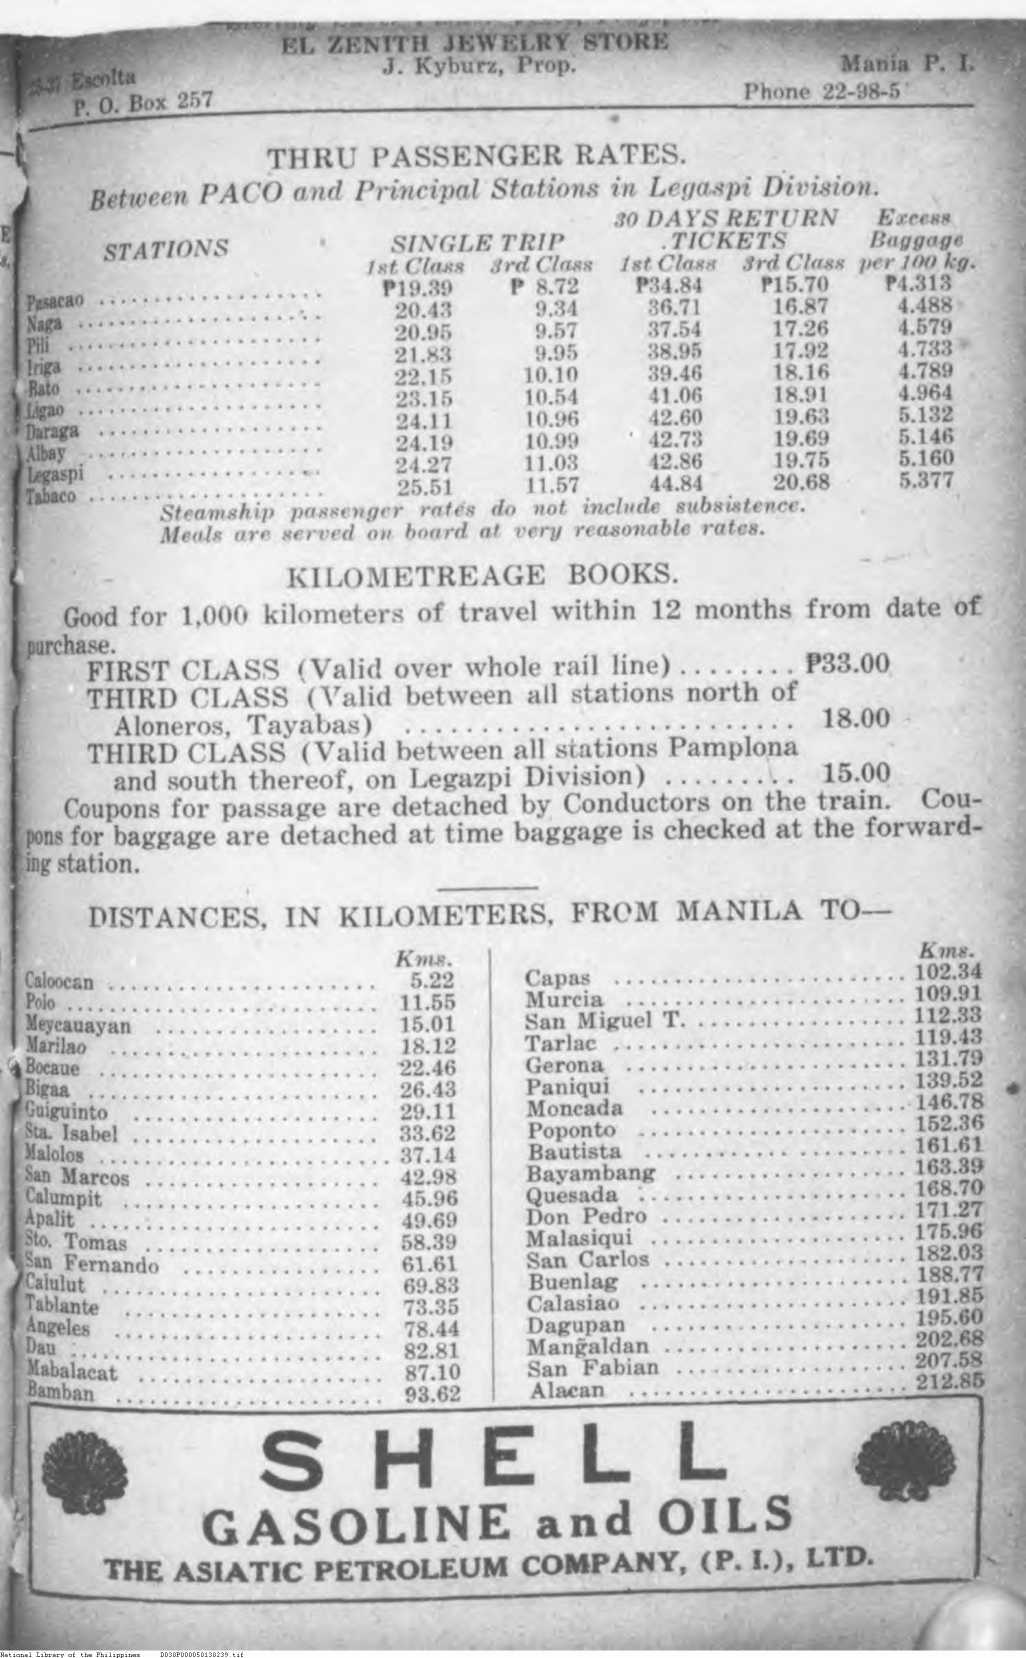 EL ZENITH JEWELRY STORE
J. Kyburz, Prop.
Escolta
Mania P. I.
P. O. Box 257
Phone 22-98-5
THRU PASSENGER RATES.
Between PACO and Principal Stations in Legaspi Division.
30 DAYS RETURN Excess
STATIONS SINGLE TRIP TICKETS Baggage
1st Class 3rd Class 1st Class 3rd Class per 100 kg.
Pasacao .................... ₱19.39 ₱ 8.72 ₱34.84 ₱15.70 ₱4.313
Naga .................... 20.43 9.34 36.71 16.87 4.488
Pili .................... 20.95 9.57 37.54 17.26 4.579
Iriga .................... 21.83 9.95 38.95 17.92 4.733
Bato .................... 22.15 10.10 39.46 18.16 4.789
Ligao .................... 23.15 10.54 41.06 18.91 4.964
Daraga .................... 24.11 10.96 42.60 19.63 5.132
Albay .................... 24.19 10.99 42.73 19.69 5.146
Legaspi .................... 24.27 11.03 42.86 19.75 5.160
Tabaco .................... 25.51 11.57 44.84 20.68 5.377
Steamship passenger rates do not include subsistence.
Meals are served on board at very reasonable rates.
KILOMETREAGE BOOKS.
Good for 1,000 kilometers of travel within 12 months from date of
purchase.
FIRST CLASS (Valid over whole rail line) ........ ₱33.00
THIRD CLASS (Valid between all stations north of
Aloneros, Tayabas) .......................... 18.00
THIRD CLASS (Valid between all stations Pamplona
and south thereof, on Legazpi Division) ......... 15.00
Coupons for passage are detached by Conductors on the train. Cou-
pons for baggage are detached at time baggage is checked at the forward-
ing station.
DISTANCES, IN KILOMETERS, FROM MANILA TO—
Kms.
Caloocan .................... 5.22
Polo .................... 11.55
Meycauayan .................... 15.01
Marilao .................... 18.12
Bocaue .................... 22.46
Bigaa .................... 26.43
Guiguinto .................... 29.11
Sta. Isabel .................... 33.62
Malolos .................... 37.14
San Marcos .................... 42.98
Calumpit .................... 45.96
Apalit .................... 49.69
Sto. Tomas .................... 58.39
San Fernando .................... 61.61
Calulut .................... 69.83
Tablante .................... 73.35
Angeles .................... 78.44
Dau .................... 82.81
Mabalacat .................... 87.10
Bamban .................... 93.62
Kms.
Capas .................... 102.34
Murcia .................... 109.91
San Miguel T. .................... 112.33
Tarlac .................... 119.43
Gerona .................... 131.79
Paniqui .................... 139.52
Moncada .................... 146.78
Poponto .................... 152.36
Bautista .................... 161.61
Bayambang .................... 163.39
Quesada .................... 168.70
Don Pedro .................... 171.27
Malasiqui .................... 175.96
San Carlos .................... 182.03
Buenlag .................... 188.77
Calasiao .................... 191.85
Dagupan .................... 195.60
Mang̃aldan .................... 202.68
San Fabian .................... 207.58
Alacan .................... 212.85
SHELL
GASOLINE and OILS
THE ASIATIC PETROLEUM COMPANY, (P. I.), LTD.
National Library of the Philippines D038P000050138239.tif